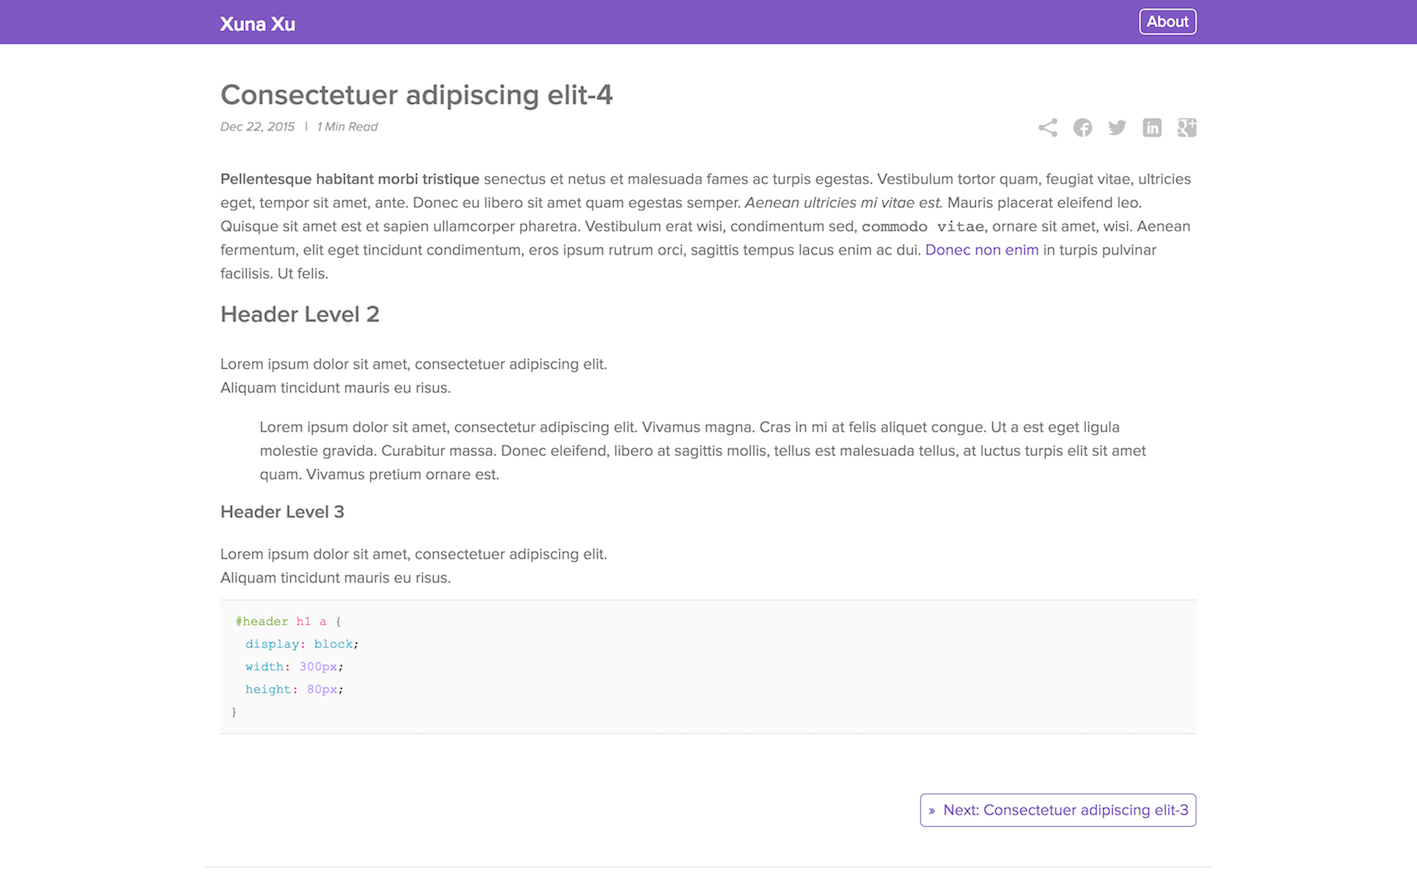 Xuna Xu
About
Consectetuer adipiscing elit-4
Dec 22, 2015 | 1 Min Read
Pellentesque habitant morbi tristique senectus et netus et malesuada fames ac turpis egestas. Vestibulum tortor quam, feugiat vitae, ultricies
eget, tempor sit amet, ante. Donec eu libero sit amet quam egestas semper. Aenean ultricies mi vitae est. Mauris placerat eleifend leo.
Quisque sit amet est et sapien ullamcorper pharetra. Vestibulum erat wisi, condimentum sed, commodo vitae, ornare sit amet, wisi. Aenean
fermentum, elit eget tincidunt condimentum, eros ipsum rutrum orci, sagittis tempus lacus enim ac dui. Donec non enim in turpis pulvinar
facilisis. Ut felis.
Header Level 2
Lorem ipsum dolor sit amet, consectetuer adipiscing elit.
Aliquam tincidunt mauris eu risus.
Lorem ipsum dolor sit amet, consectetur adipiscing elit. Vivamus magna. Cras in mi at felis aliquet congue. Ut a est eget ligula
molestie gravida. Curabitur massa. Donec eleifend, libero at sagittis mollis, tellus est malesuada tellus, at luctus turpis elit sit amet
quam. Vivamus pretium ornare est.
Header Level 3
Lorem ipsum dolor sit amet, consectetuer adipiscing elit.
Aliquam tincidunt mauris eu risus.
#header h1 a {
display: block;
width: 300px;
height: 80px;
}
» Next: Consectetuer adipiscing elit-3